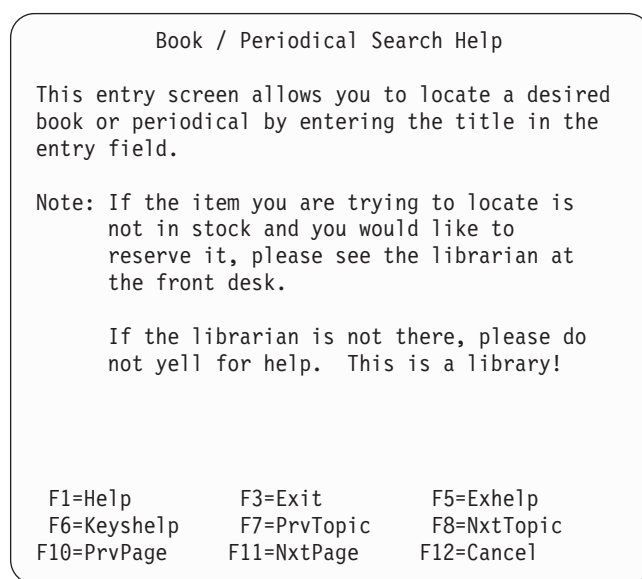 Book / Periodical Search Help
This entry screen allows you to locate a desired
book or periodical by entering the title in the
entry field.
Note: If the item you are trying to locate is
not in stock and you would like to
reserve it, please see the librarian at
the front desk.
If the librarian is not there, please do
not yell for help. This is a library!
F1=Help F3=Exit F5=Exhelp
F6=Keyshelp F7=PrvTopic F8=NxtTopic
F10=PrvPage F11=NxtPage F12=Cancel